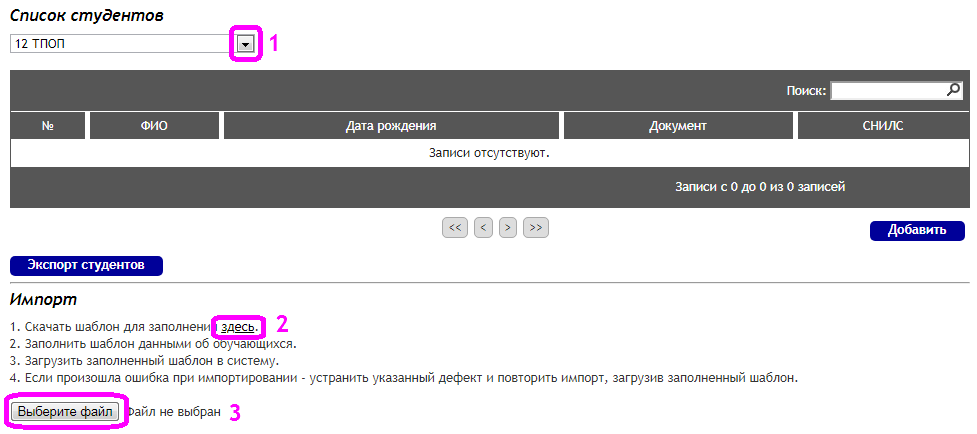 Список студентов
12 ТПОП
1
Поиск:
№ ФИО Дата рождения Документ СНИЛС
Записи отсутствуют.
Записи с 0 до 0 из 0 записей
<< < > >>
Добавить
Экспорт студентов
Импорт
1. Скачать шаблон для заполнения здесь. 2
2. Заполнить шаблон данными об обучающихся.
3. Загрузить заполненный шаблон в систему.
4. Если произошла ошибка при импортировании - устранить указанный дефект и повторить импорт, загрузив заполненный шаблон.
Выберите файл Файл не выбран 3